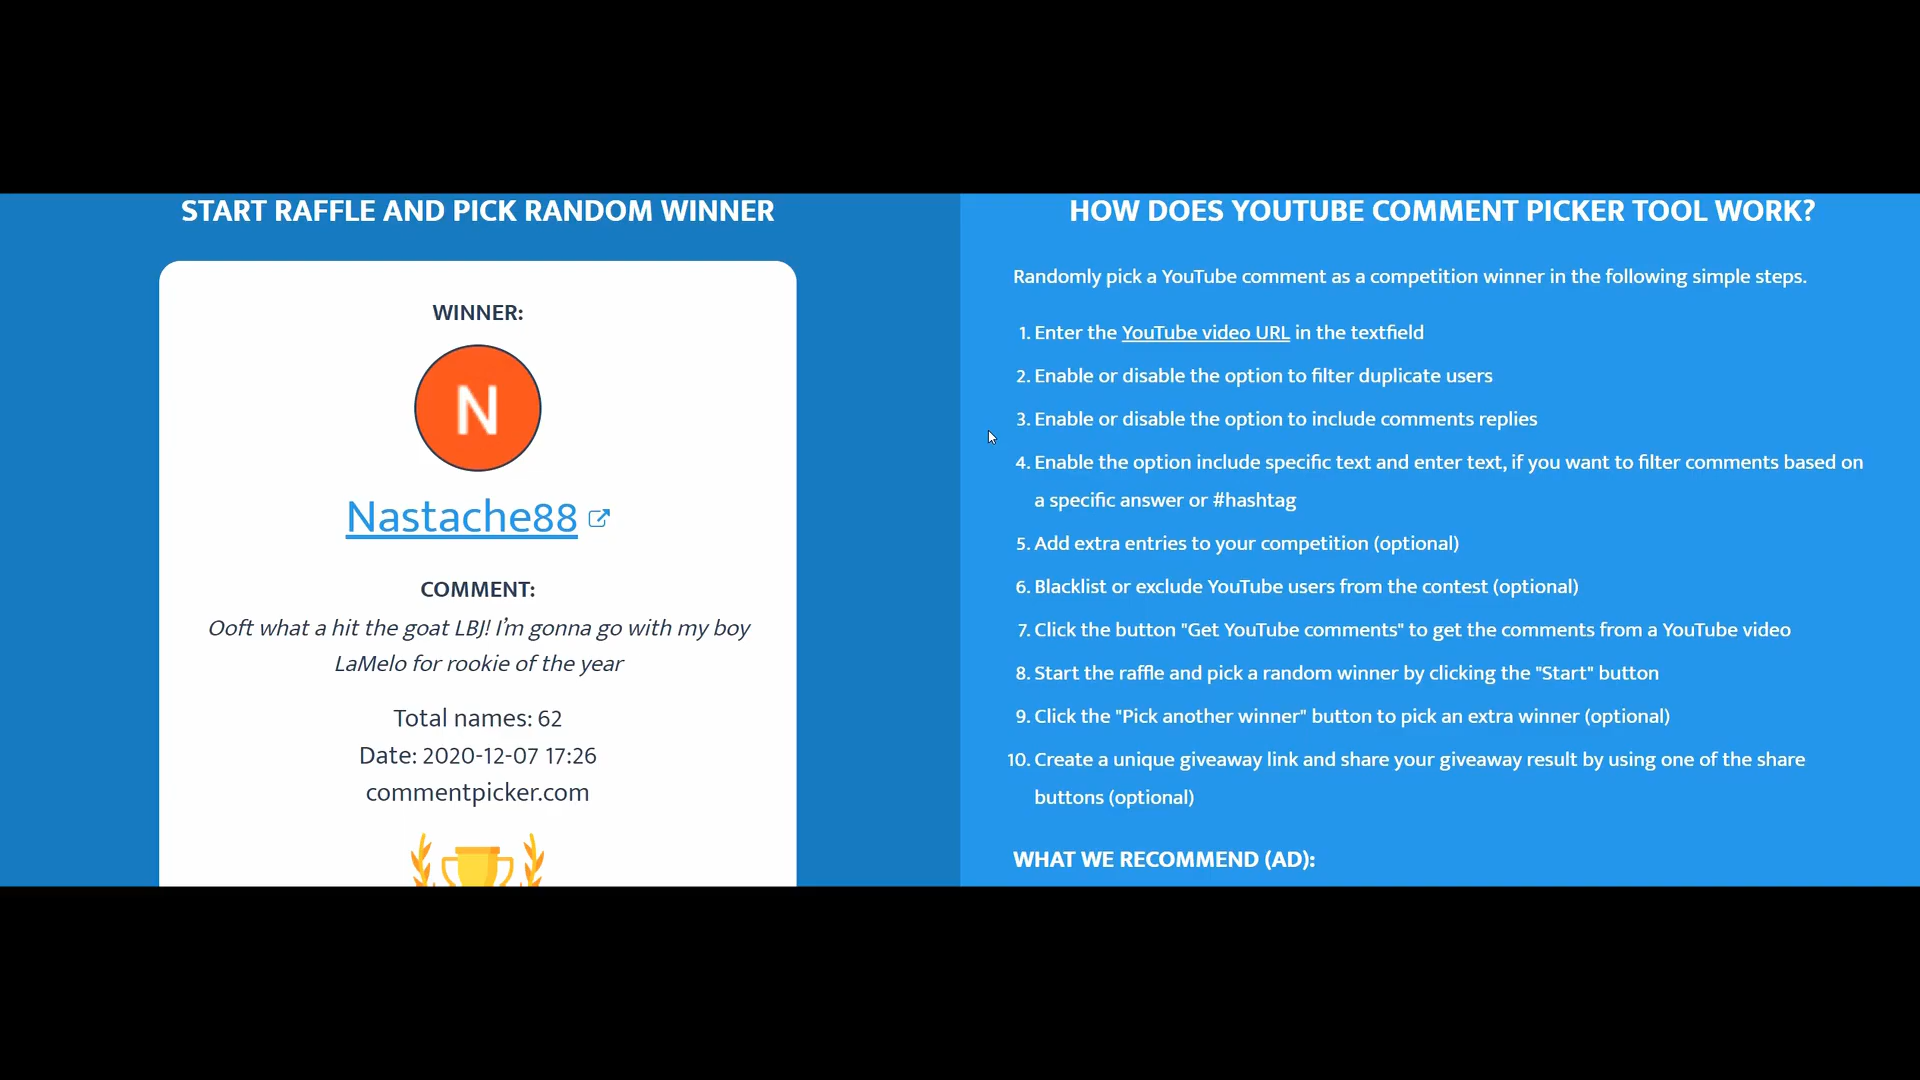 START RAFFLE AND PICK RANDOM WINNER
WINNER:
N
Nastache88
COMMENT:
Ooft what a hit the goat LBJ! I'm gonna go with my boy
LaMelo for rookie of the year
Total names: 62
Date: 2020-12-07 17:26
commentpicker.com
HOW DOES YOUTUBE COMMENT PICKER TOOL WORK?
Randomly pick a YouTube comment as a competition winner in the following simple steps.
1. Enter the YouTube video URL in the textfield
2. Enable or disable the option to filter duplicate users
3. Enable or disable the option to include comments replies
4. Enable the option include specific text and enter text, if you want to filter comments based on
a specific answer or #hashtag
5. Add extra entries to your competition (optional)
6. Blacklist or exclude YouTube users from the contest (optional)
7. Click the button "Get YouTube comments" to get the comments from a YouTube video
8. Start the raffle and pick a random winner by clicking the "Start" button
9. Click the "Pick another winner" button to pick an extra winner (optional)
10. Create a unique giveaway link and share your giveaway result by using one of the share
buttons (optional)
WHAT WE RECOMMEND (AD):